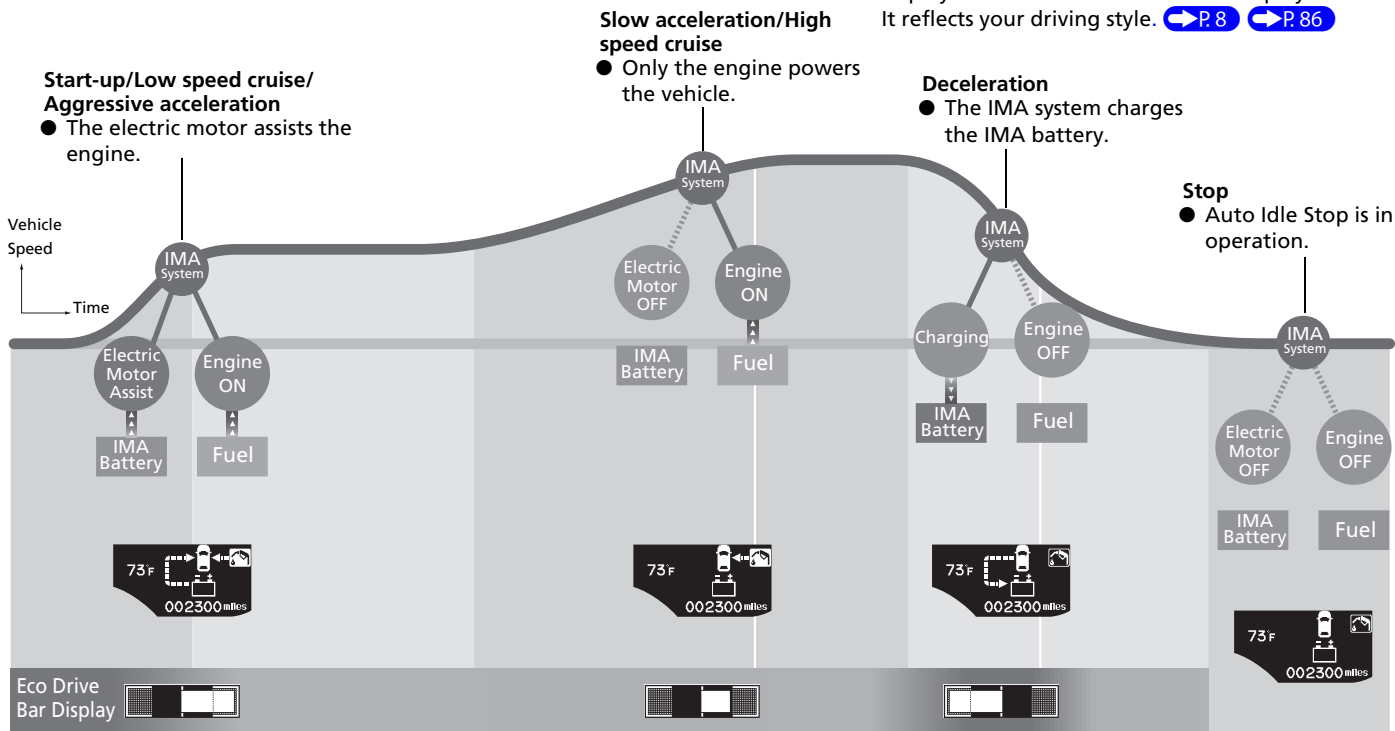 It reflects your driving style. P. 8 P. 86
Slow acceleration/High
speed cruise
● Only the engine powers
the vehicle.
Start-up/Low speed cruise/
Aggressive acceleration
● The electric motor assists the
engine.
Deceleration
● The IMA system charges
the IMA battery.
Stop
● Auto Idle Stop is in
operation.
Vehicle
Speed
Time
IMA
System
Electric
Motor
Assist
Engine
ON
IMA
Battery
Fuel
IMA
System
Electric
Motor
OFF
Engine
ON
IMA
Battery
Fuel
IMA
System
Charging
Engine
OFF
IMA
Battery
Fuel
IMA
System
Electric
Motor
OFF
Engine
OFF
IMA
Battery
Fuel
73°F
002300 miles
73°F
002300 miles
73°F
002300 miles
73°F
002300 miles
Eco Drive
Bar Display